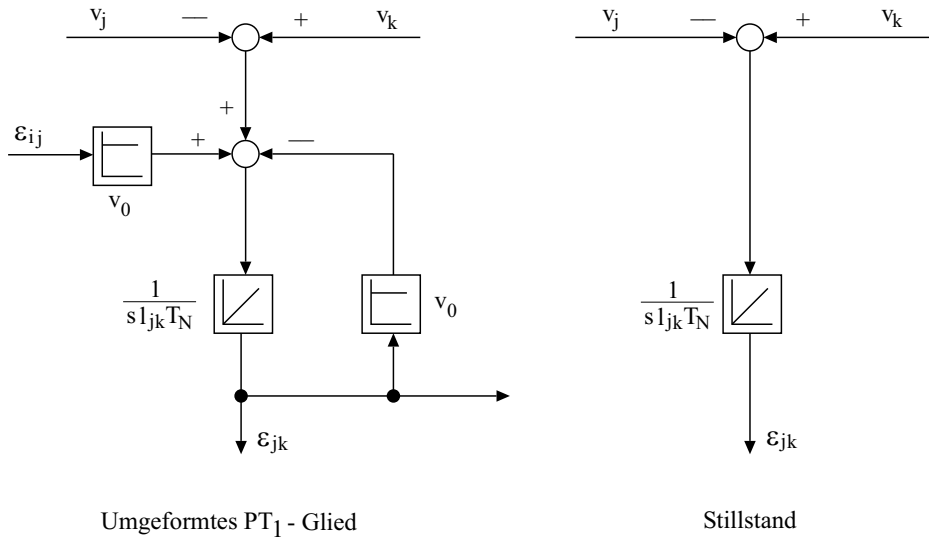 v_j — + v_k
v_j — + v_k
+
ε_ij + —
v_0
1 / s l_jk T_N
v_0
1 / s l_jk T_N
ε_jk
ε_jk
Umgeformtes PT_1 - Glied
Stillstand